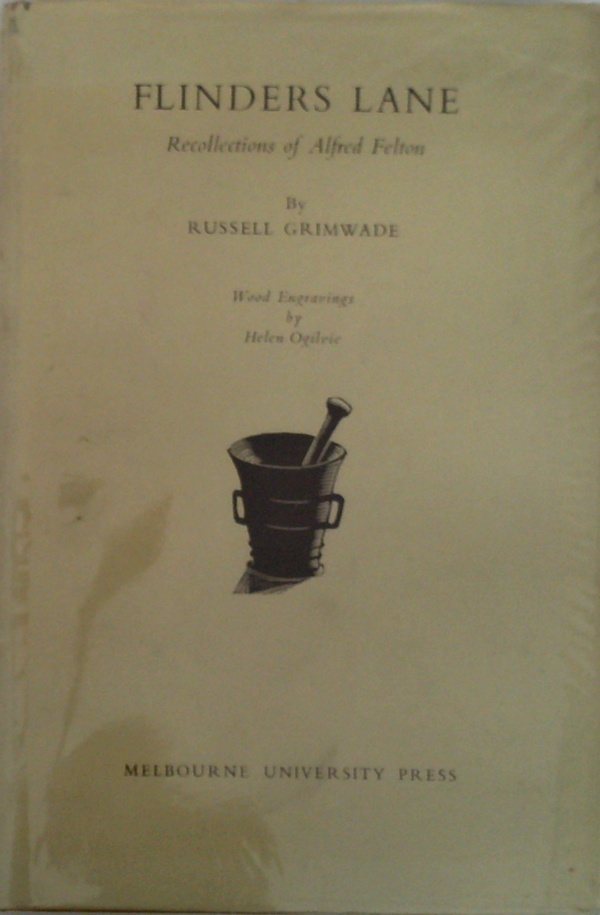 FLINDERS LANE
Recollections of Alfred Felton
By
RUSSELL GRIMWADE
Wood Engravings
by
Helen Ogilvie
MELBOURNE UNIVERSITY PRESS